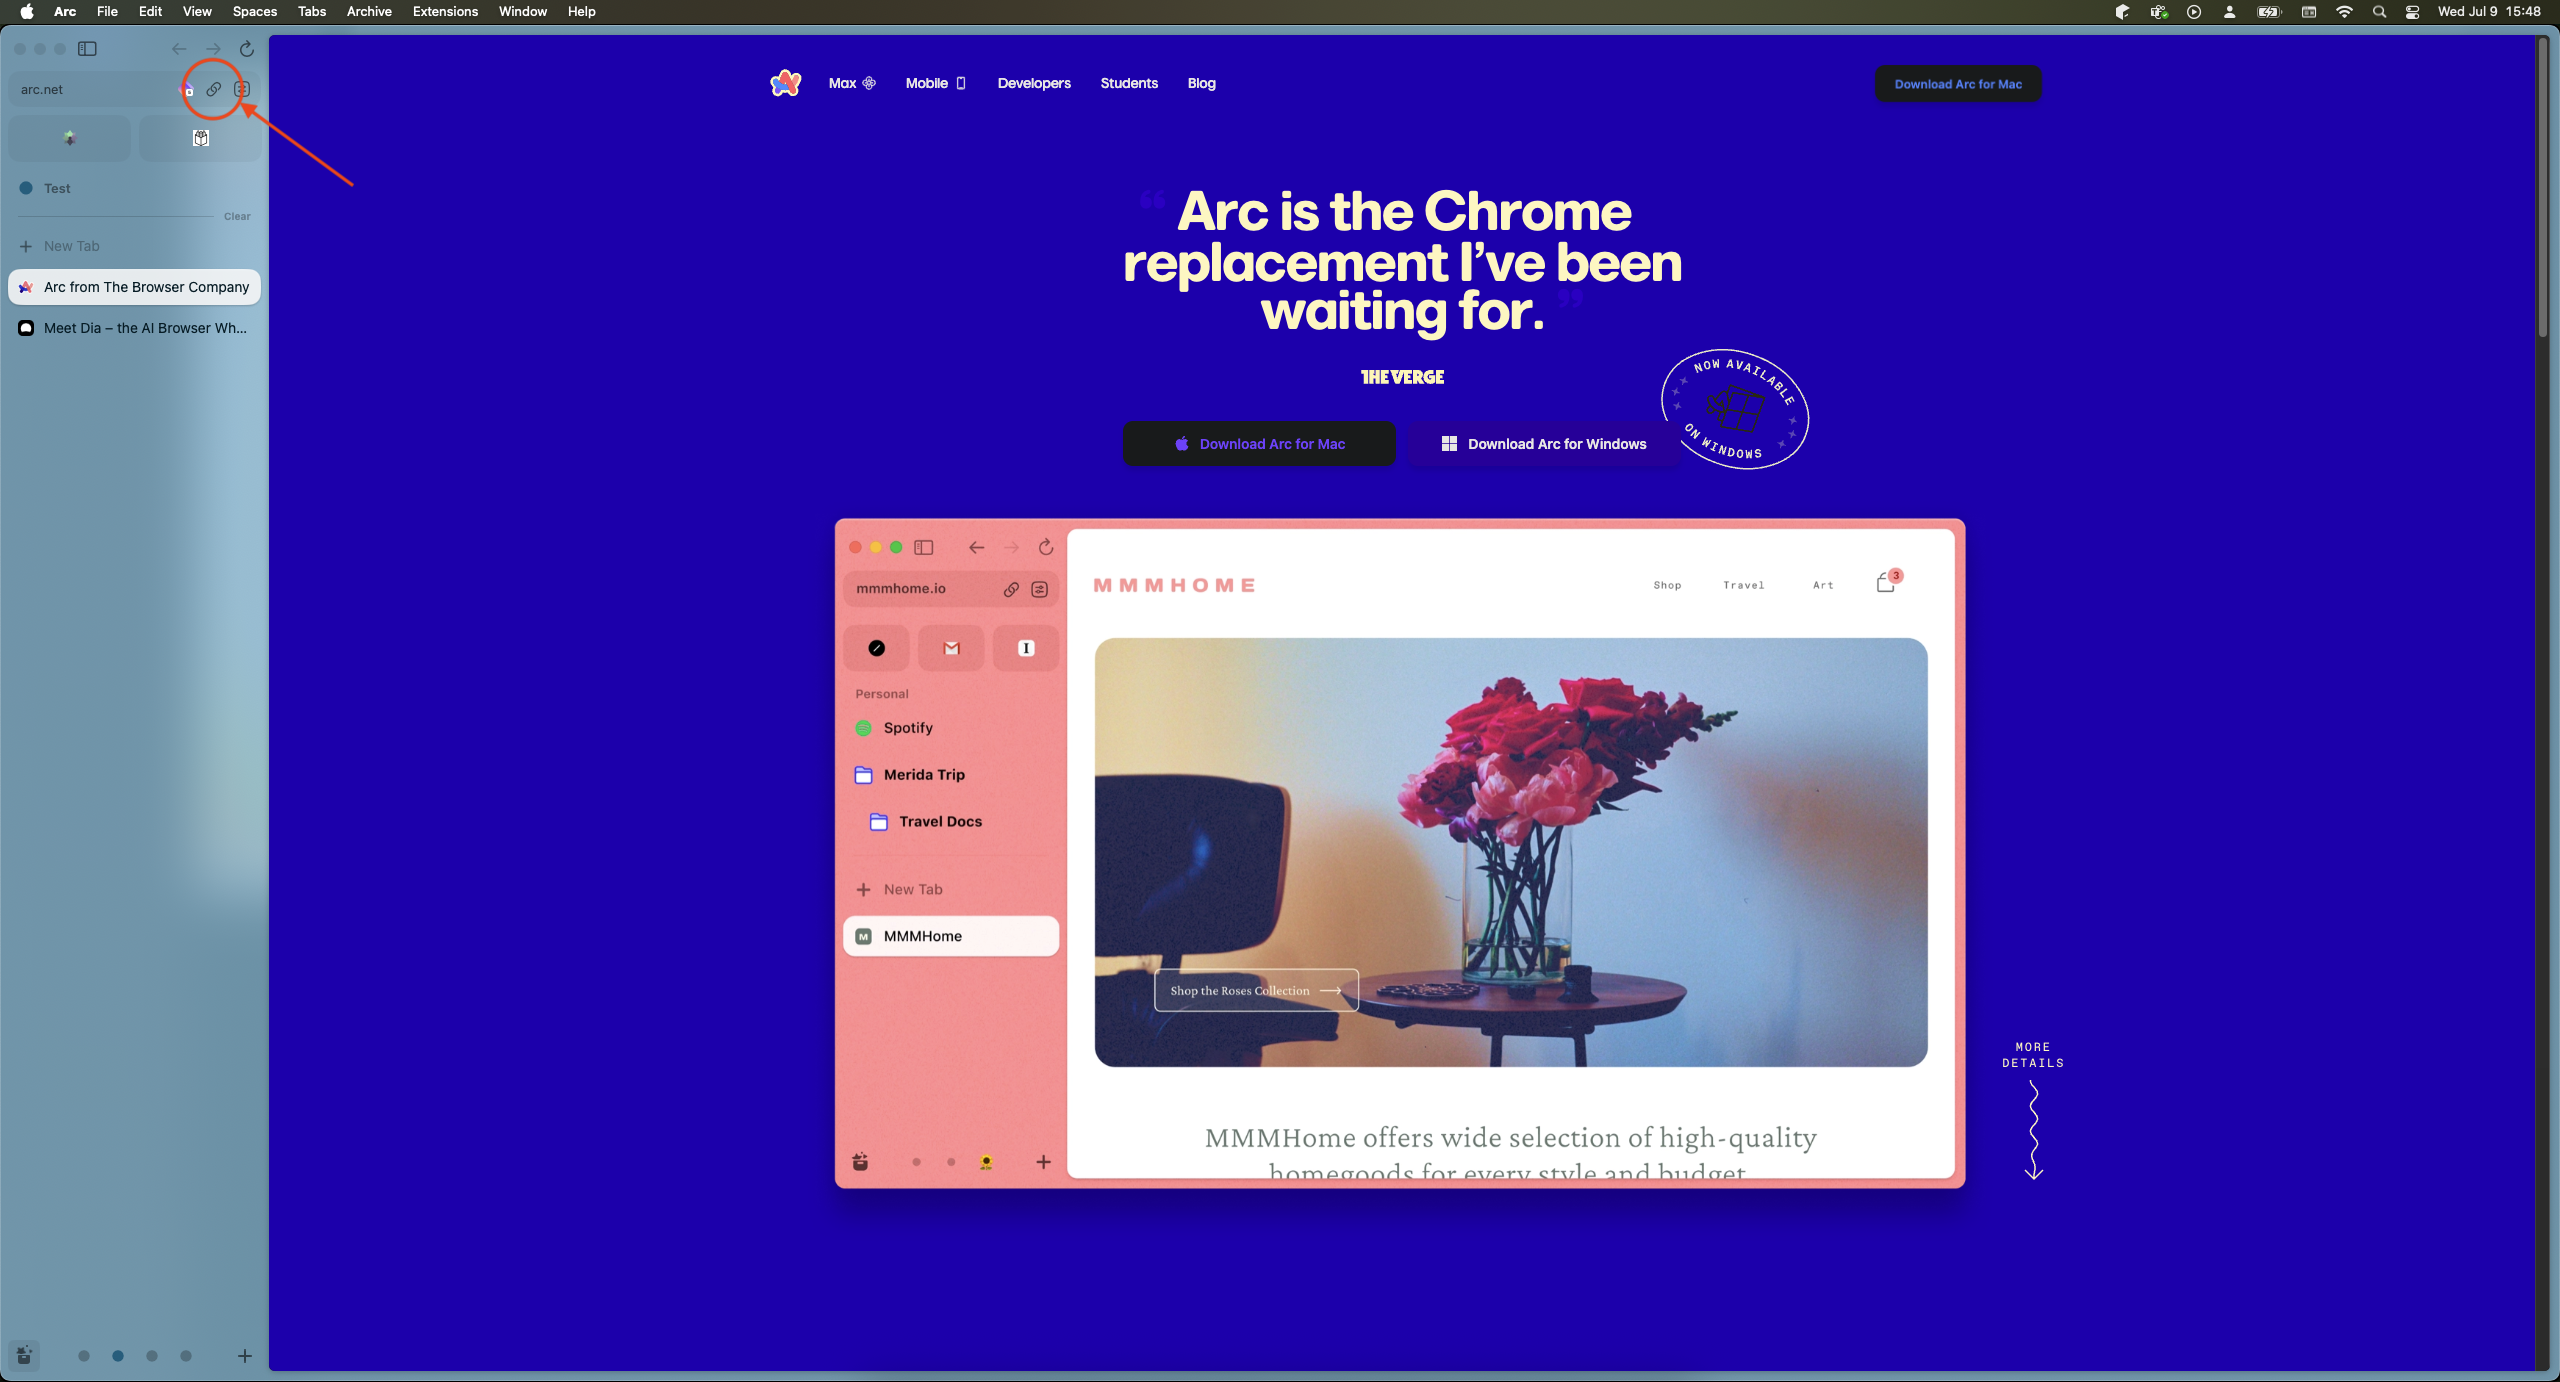 Arc File Edit View Spaces Tabs Archive Extensions Window Help
Wed Jul 9 15:48
arc.net
Test
Clear
New Tab
Arc from The Browser Company
Meet Dia – the AI Browser Wh...
Max
Mobile
Developers
Students
Blog
Download Arc for Mac
“ Arc is the Chrome
replacement I’ve been
waiting for. ”
THE VERGE
Download Arc for Mac
Download Arc for Windows
NOW AVAILABLE
ON WINDOWS
mmmhome.io
Personal
Spotify
Merida Trip
Travel Docs
New Tab
M MMMHome
MMMHOME
Shop Travel Art
3
I
Shop the Roses Collection
MMMHome offers wide selection of high-quality
homegoods for every style and budget
MORE
DETAILS